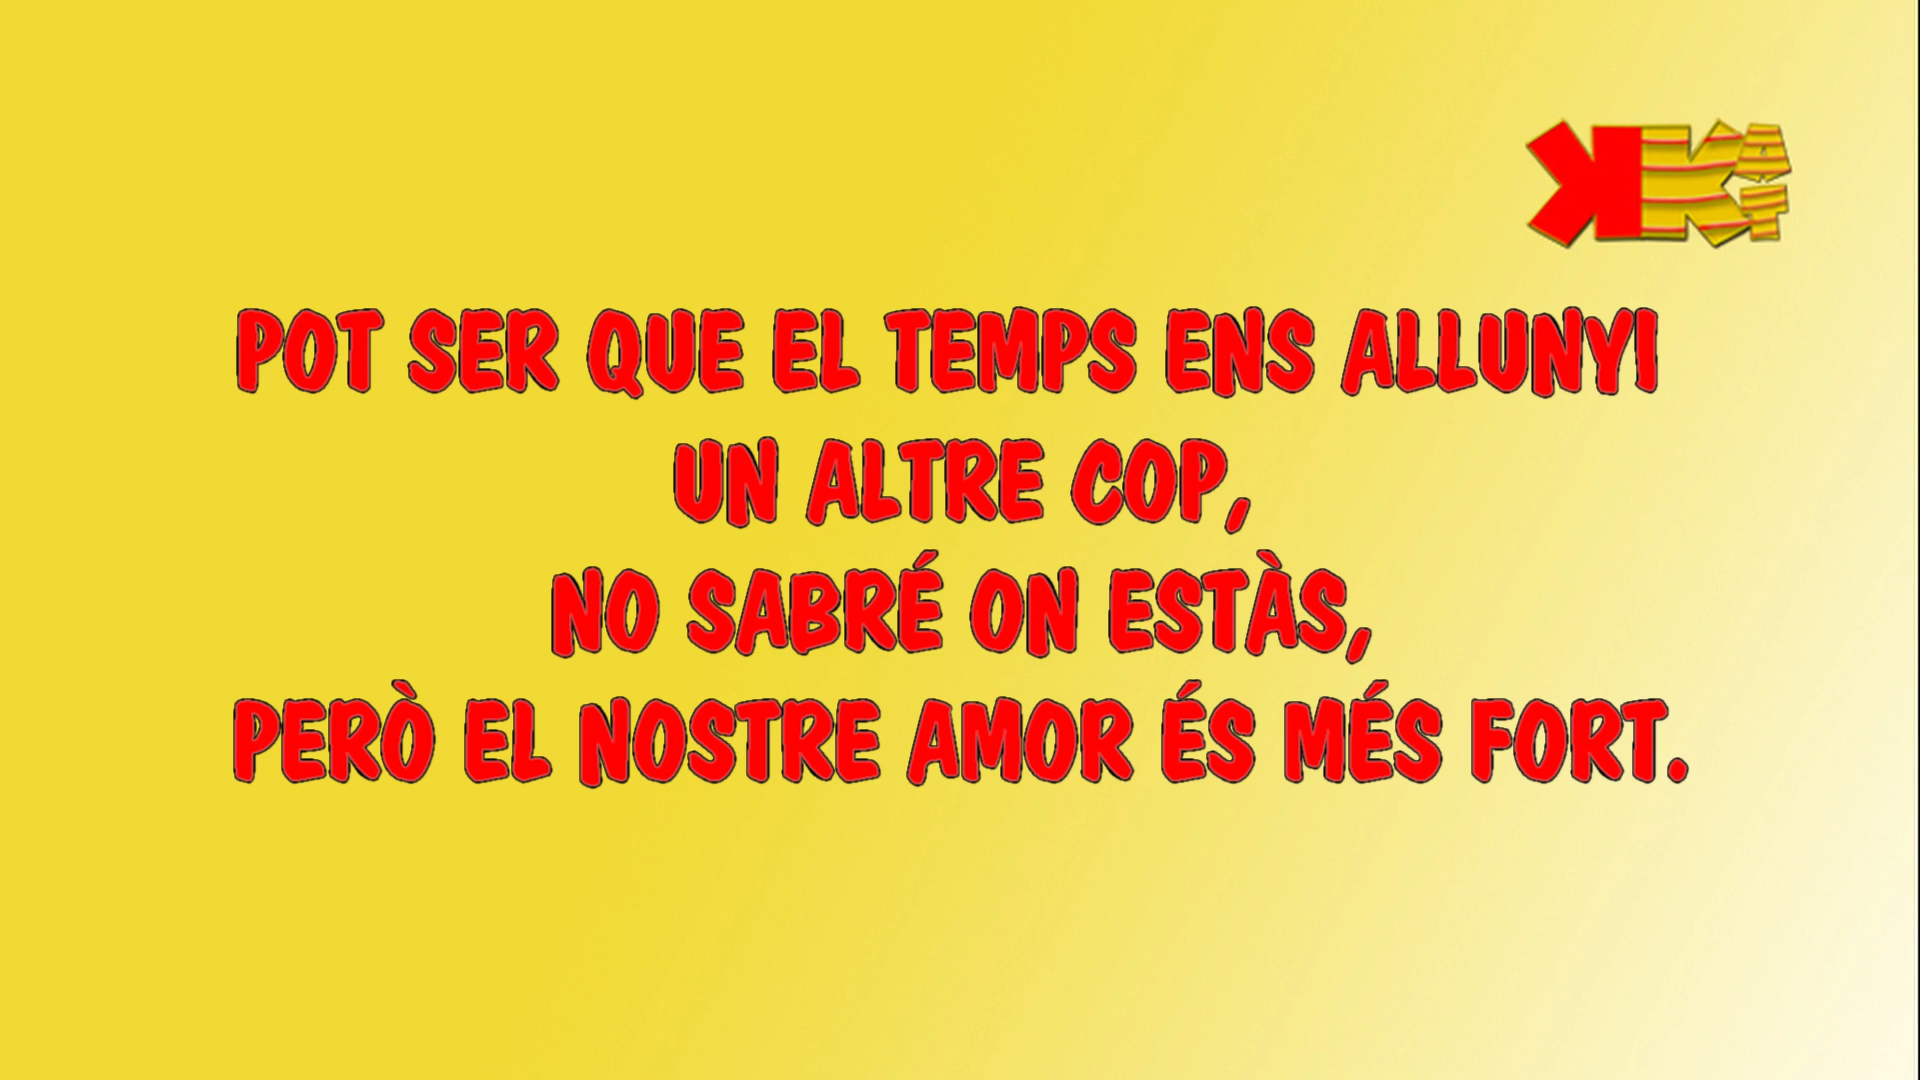 POT SER QUE EL TEMPS ENS ALLUNYI
UN ALTRE COP,
NO SABRÉ ON ESTÀS,
PERÒ EL NOSTRE AMOR ÉS MÉS FORT.